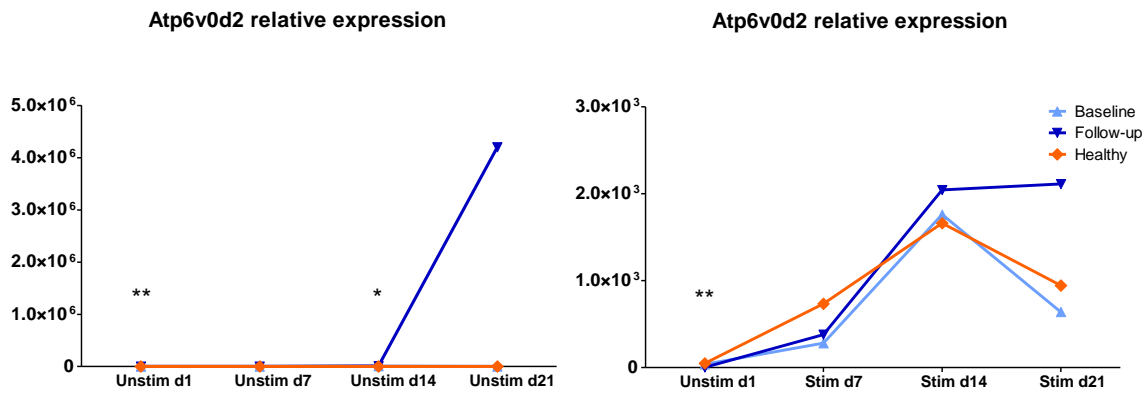 Atp6v0d2 relative expression
5.0×10⁶
4.0×10⁶
3.0×10⁶
2.0×10⁶
1.0×10⁶
0
**
*
Unstim d1 Unstim d7 Unstim d14 Unstim d21
Atp6v0d2 relative expression
3.0×10³
2.0×10³
1.0×10³
0
**
Unstim d1 Stim d7 Stim d14 Stim d21
Baseline
Follow-up
Healthy